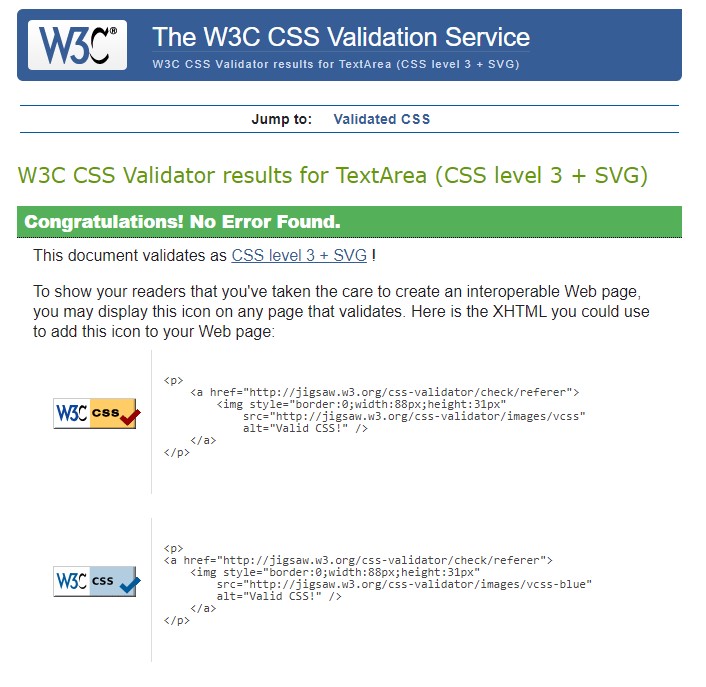 W3C®
The W3C CSS Validation Service
W3C CSS Validator results for TextArea (CSS level 3 + SVG)
Jump to: Validated CSS
W3C CSS Validator results for TextArea (CSS level 3 + SVG)
Congratulations! No Error Found.
This document validates as CSS level 3 + SVG !
To show your readers that you've taken the care to create an interoperable Web page,
you may display this icon on any page that validates. Here is the XHTML you could use
to add this icon to your Web page:
W3C css
<p>
    <a href="http://jigsaw.w3.org/css-validator/check/referer">
        <img style="border:0;width:88px;height:31px"
            src="http://jigsaw.w3.org/css-validator/images/vcss"
            alt="Valid CSS!" />
    </a>
</p>
W3C css
<p>
<a href="http://jigsaw.w3.org/css-validator/check/referer">
    <img style="border:0;width:88px;height:31px"
        src="http://jigsaw.w3.org/css-validator/images/vcss-blue"
        alt="Valid CSS!" />
    </a>
</p>